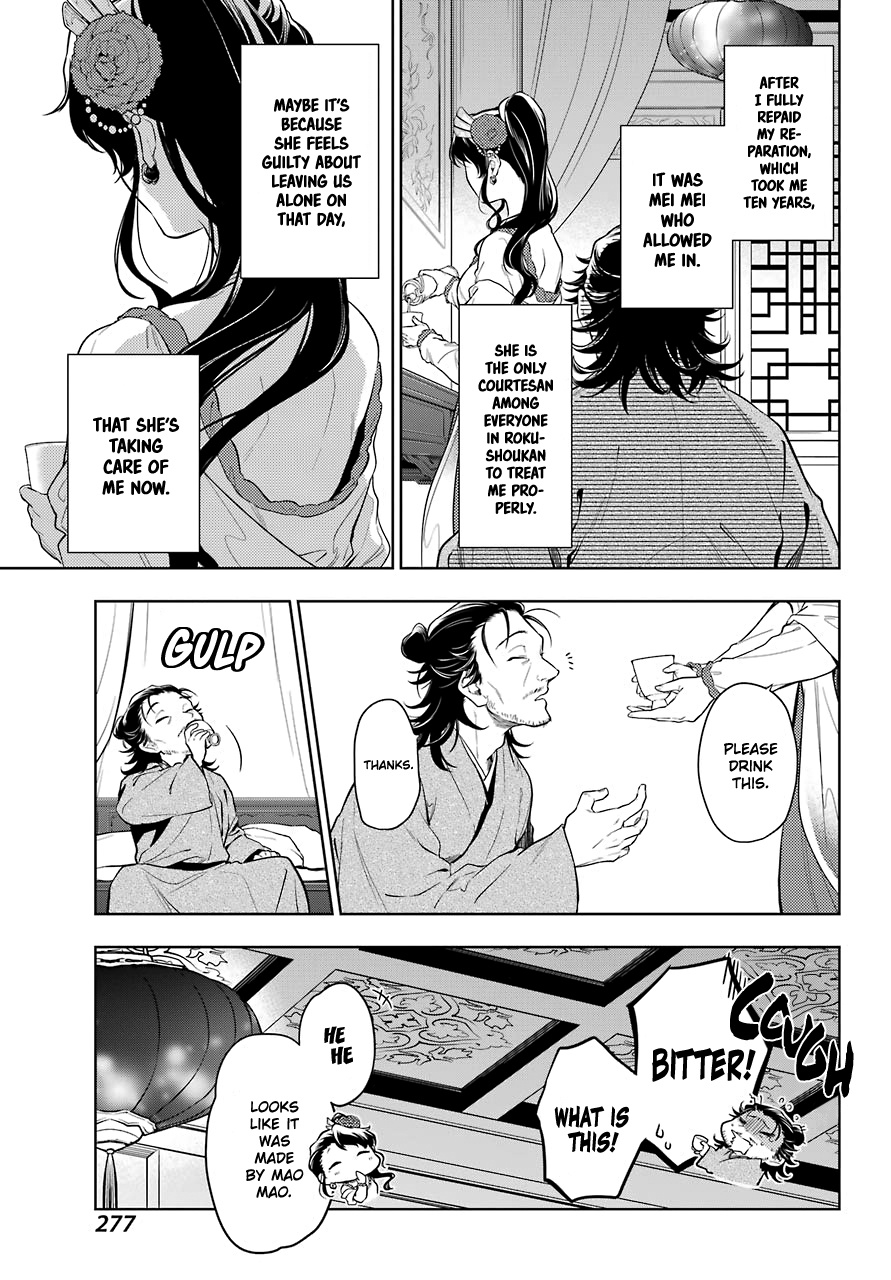 AFTER
I FULLY
REPAID
MY RE-
PARATION,
WHICH
TOOK ME
TEN YEARS,
IT WAS
MEI MEI
WHO
ALLOWED
ME IN.
SHE IS
THE ONLY
COURTESAN
AMONG
EVERYONE
IN ROKU-
SHOUKAN
TO TREAT
ME PRO-
PERLY.
MAYBE IT'S
BECAUSE
SHE FEELS
GUILTY ABOUT
LEAVING US
ALONE ON
THAT DAY,
THAT SHE'S
TAKING
CARE OF
ME NOW.
PLEASE
DRINK
THIS.
THANKS.
GULP
COUGH
BITTER!
WHAT IS
THIS!
HE
HE
LOOKS
LIKE IT
WAS
MADE
BY MAO
MAO.
277